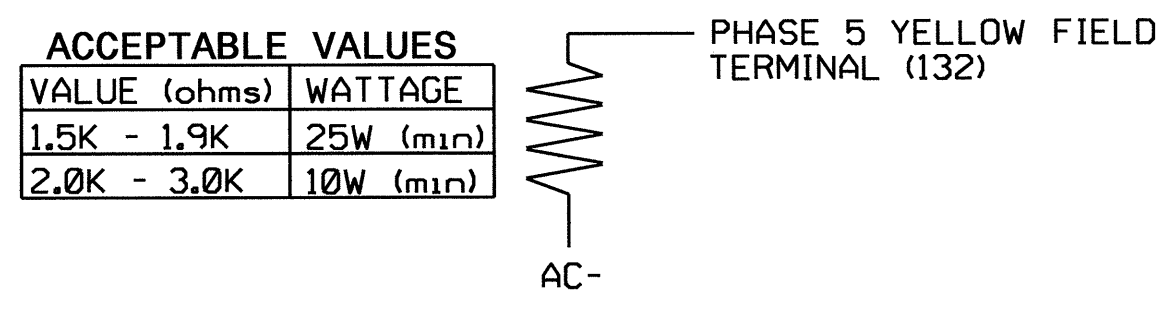 ACCEPTABLE VALUES
VALUE (ohms) WATTAGE
1.5K - 1.9K 25W (min)
2.0K - 3.0K 10W (min)
PHASE 5 YELLOW FIELD
TERMINAL (132)
AC-